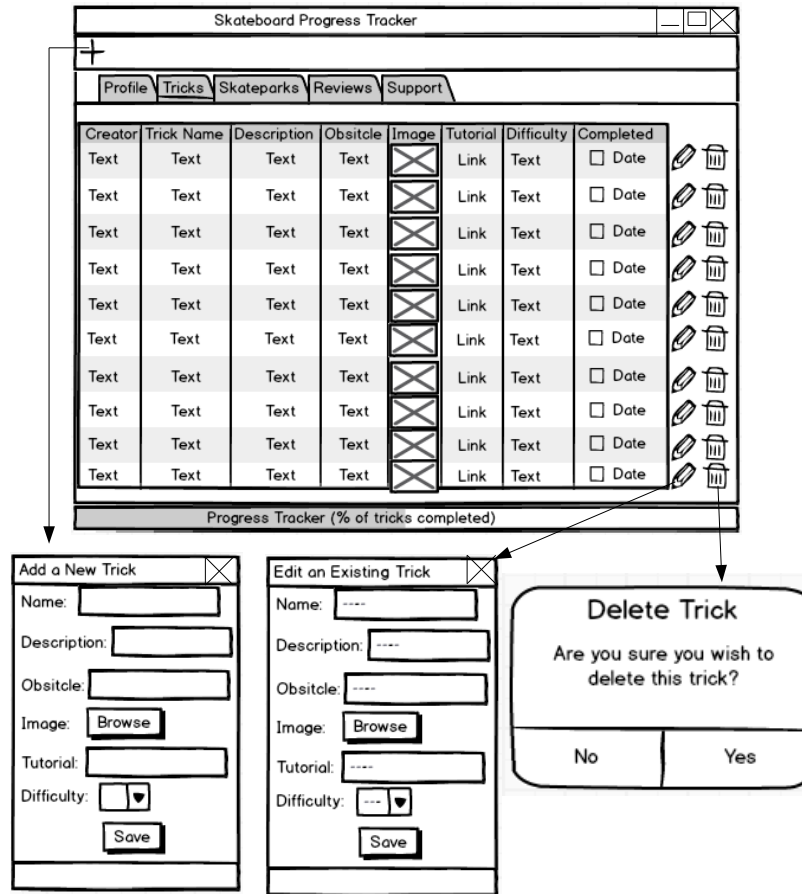 Skateboard Progress Tracker
Profile Tricks Skateparks Reviews Support
Creator Trick Name Description Obsitcle Image Tutorial Difficulty Completed
Text Text Text Text Link Text Date
Text Text Text Text Link Text Date
Text Text Text Text Link Text Date
Text Text Text Text Link Text Date
Text Text Text Text Link Text Date
Text Text Text Text Link Text Date
Text Text Text Text Link Text Date
Text Text Text Text Link Text Date
Text Text Text Text Link Text Date
Text Text Text Text Link Text Date
Progress Tracker (% of tricks completed)
Add a New Trick
Name:
Description:
Obsitcle:
Image: Browse
Tutorial:
Difficulty:
Save
Edit an Existing Trick
Name: ----
Description: ----
Obsitcle: ----
Image: Browse
Tutorial: ----
Difficulty: ---
Save
Delete Trick
Are you sure you wish to
delete this trick?
No Yes